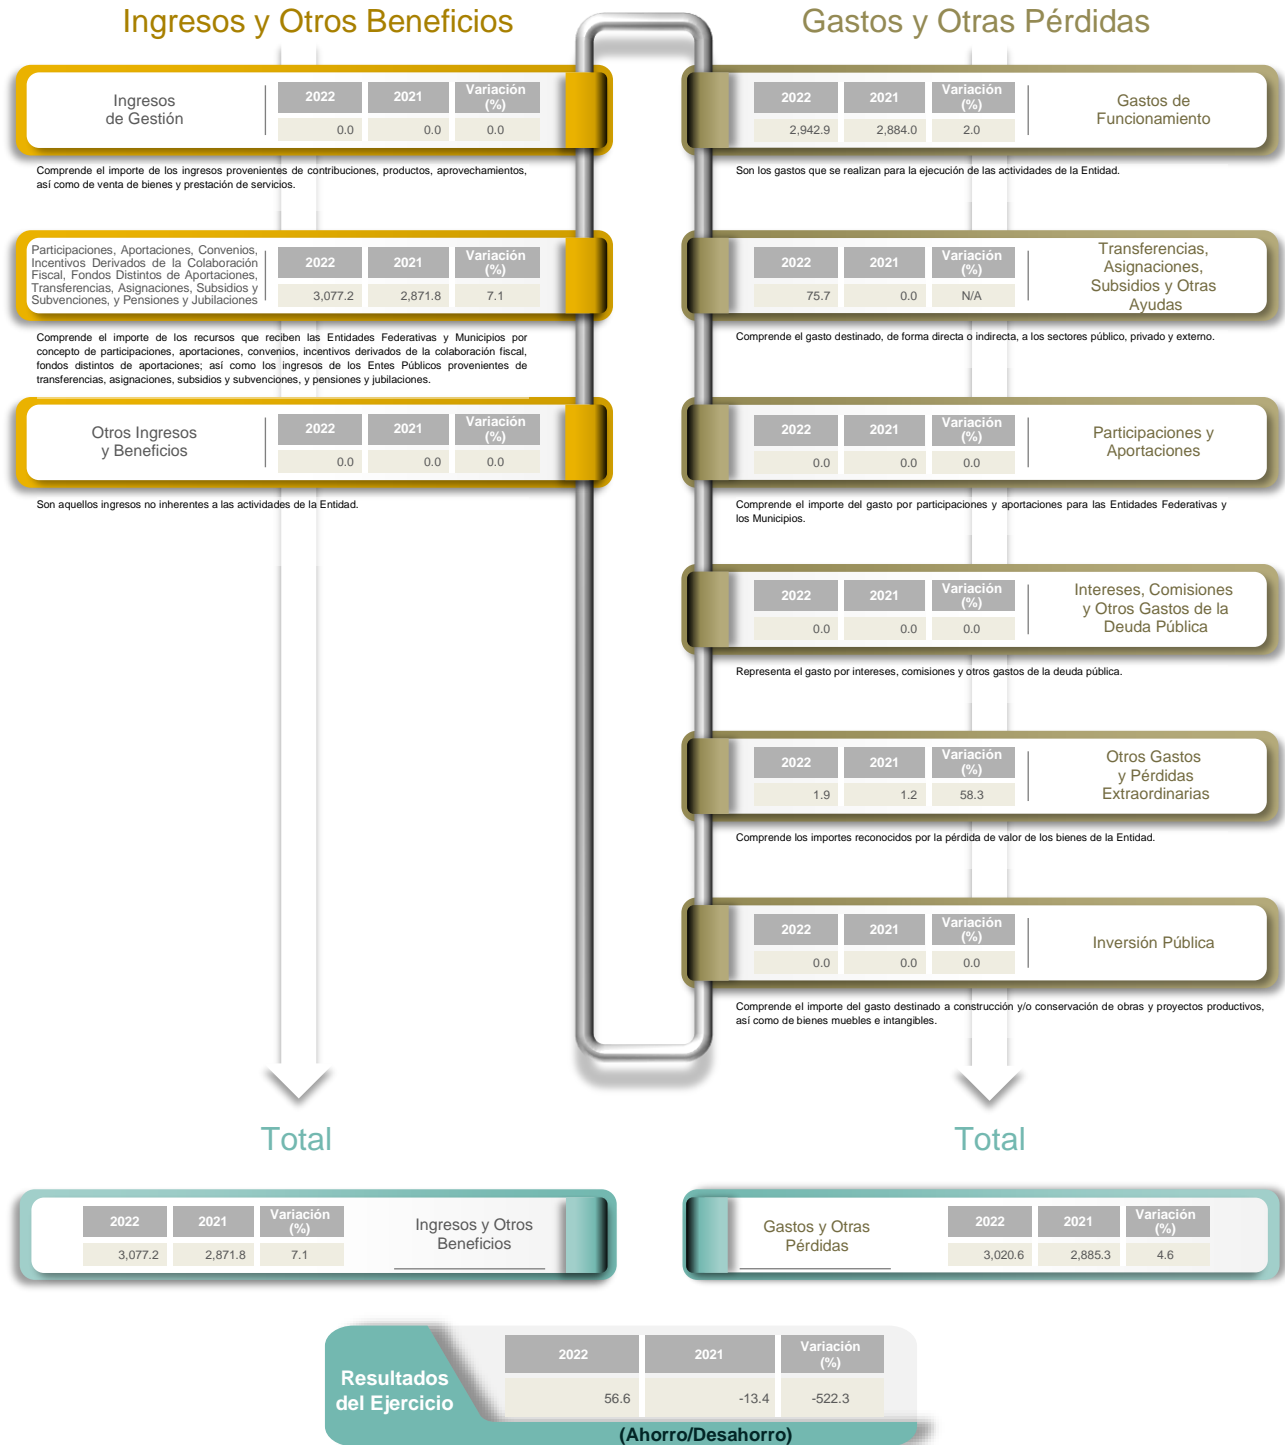 Ingresos y Otros Beneficios
Ingresos
de Gestión
2022 2021 Variación
(%)
0.0 0.0 0.0
Comprende el importe de los ingresos provenientes de contribuciones, productos, aprovechamientos,
así como de venta de bienes y prestación de servicios.
Participaciones, Aportaciones, Convenios,
Incentivos Derivados de la Colaboración
Fiscal, Fondos Distintos de Aportaciones,
Transferencias, Asignaciones, Subsidios y
Subvenciones, y Pensiones y Jubilaciones
2022 2021 Variación
(%)
3,077.2 2,871.8 7.1
Comprende el importe de los recursos que reciben las Entidades Federativas y Municipios por
concepto de participaciones, aportaciones, convenios, incentivos derivados de la colaboración fiscal,
fondos distintos de aportaciones; así como los ingresos de los Entes Públicos provenientes de
transferencias, asignaciones, subsidios y subvenciones, y pensiones y jubilaciones.
Otros Ingresos
y Beneficios
2022 2021 Variación
(%)
0.0 0.0 0.0
Son aquellos ingresos no inherentes a las actividades de la Entidad.
Gastos y Otras Pérdidas
2022 2021 Variación
(%)
2,942.9 2,884.0 2.0
Gastos de
Funcionamiento
Son los gastos que se realizan para la ejecución de las actividades de la Entidad.
2022 2021 Variación
(%)
75.7 0.0 N/A
Transferencias,
Asignaciones,
Subsidios y Otras
Ayudas
Comprende el gasto destinado, de forma directa o indirecta, a los sectores público, privado y externo.
2022 2021 Variación
(%)
0.0 0.0 0.0
Participaciones y
Aportaciones
Comprende el importe del gasto por participaciones y aportaciones para las Entidades Federativas y
los Municipios.
2022 2021 Variación
(%)
0.0 0.0 0.0
Intereses, Comisiones
y Otros Gastos de la
Deuda Pública
Representa el gasto por intereses, comisiones y otros gastos de la deuda pública.
2022 2021 Variación
(%)
1.9 1.2 58.3
Otros Gastos
y Pérdidas
Extraordinarias
Comprende los importes reconocidos por la pérdida de valor de los bienes de la Entidad.
2022 2021 Variación
(%)
0.0 0.0 0.0
Inversión Pública
Comprende el importe del gasto destinado a construcción y/o conservación de obras y proyectos productivos,
así como de bienes muebles e intangibles.
Total
2022 2021 Variación
(%)
3,077.2 2,871.8 7.1
Ingresos y Otros
Beneficios
Total
Gastos y Otras
Pérdidas
2022 2021 Variación
(%)
3,020.6 2,885.3 4.6
Resultados
del Ejercicio
2022 2021 Variación
(%)
56.6 -13.4 -522.3
(Ahorro/Desahorro)